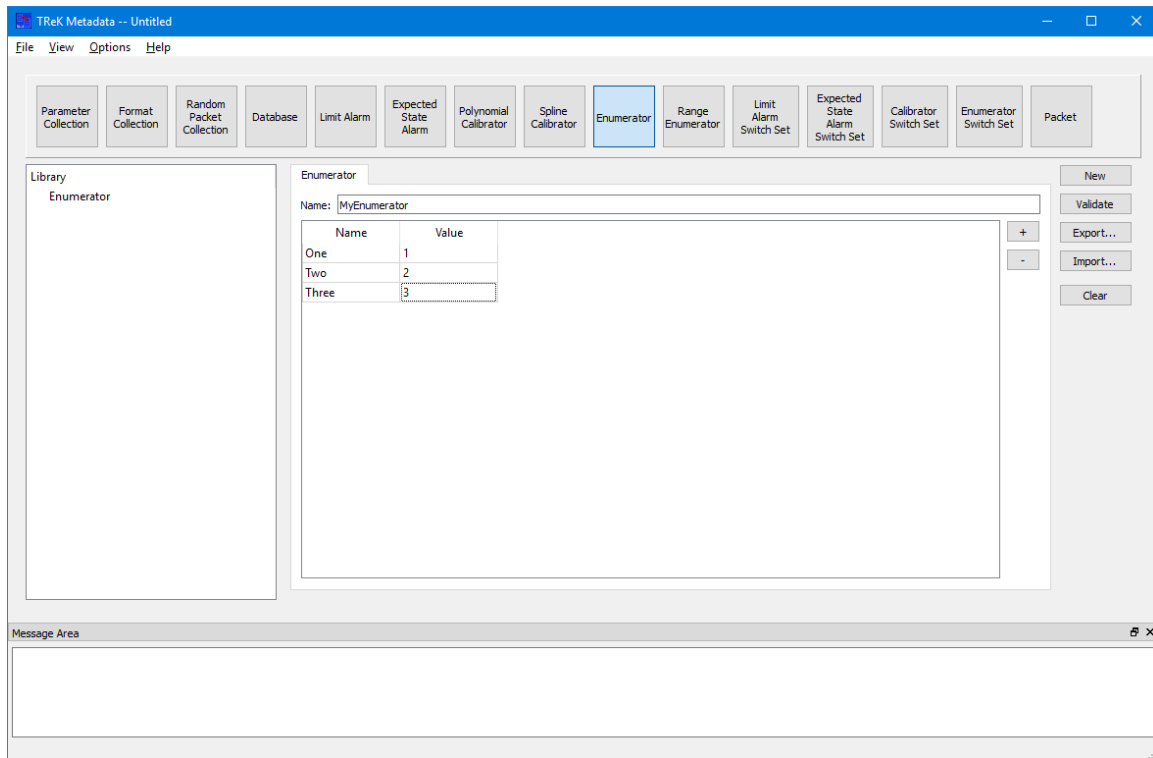 TReK Metadata -- Untitled
File View Options Help
Parameter Collection
Format Collection
Random Packet Collection
Database
Limit Alarm
Expected State Alarm
Polynomial Calibrator
Spline Calibrator
Enumerator
Range Enumerator
Limit Alarm Switch Set
Expected State Alarm Switch Set
Calibrator Switch Set
Enumerator Switch Set
Packet
Library
Enumerator
Enumerator
Name: MyEnumerator
Name Value
One 1
Two 2
Three 3
+
-
New
Validate
Export...
Import...
Clear
Message Area